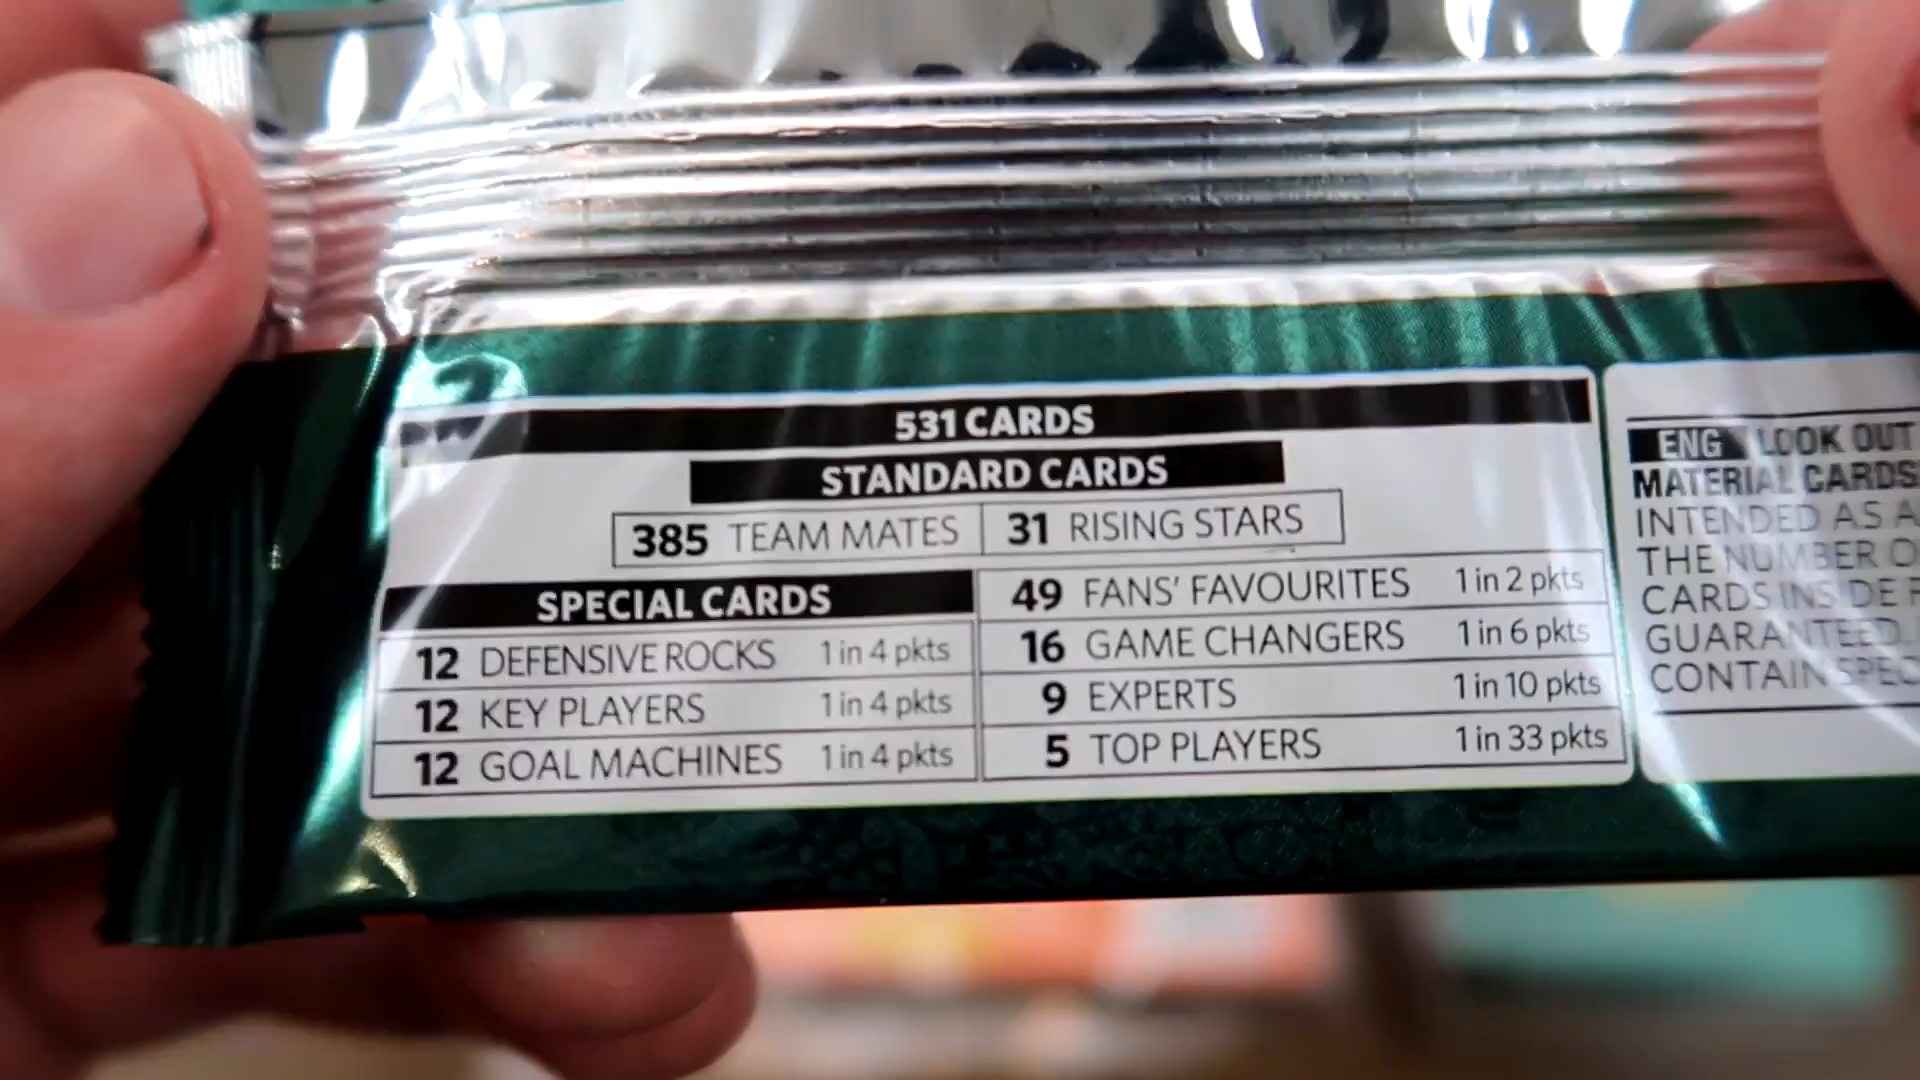 531 CARDS
STANDARD CARDS
385 TEAM MATES 31 RISING STARS
SPECIAL CARDS
12 DEFENSIVE ROCKS 1 in 4 pkts
12 KEY PLAYERS 1 in 4 pkts
12 GOAL MACHINES 1 in 4 pkts
49 FANS' FAVOURITES 1 in 2 pkts
16 GAME CHANGERS 1 in 6 pkts
9 EXPERTS 1 in 10 pkts
5 TOP PLAYERS 1 in 33 pkts
ENG LOOK OUT
MATERIAL CARDS
INTENDED AS A
THE NUMBER O
CARDS INSIDE
GUARANTEED.
CONTAIN SPEC